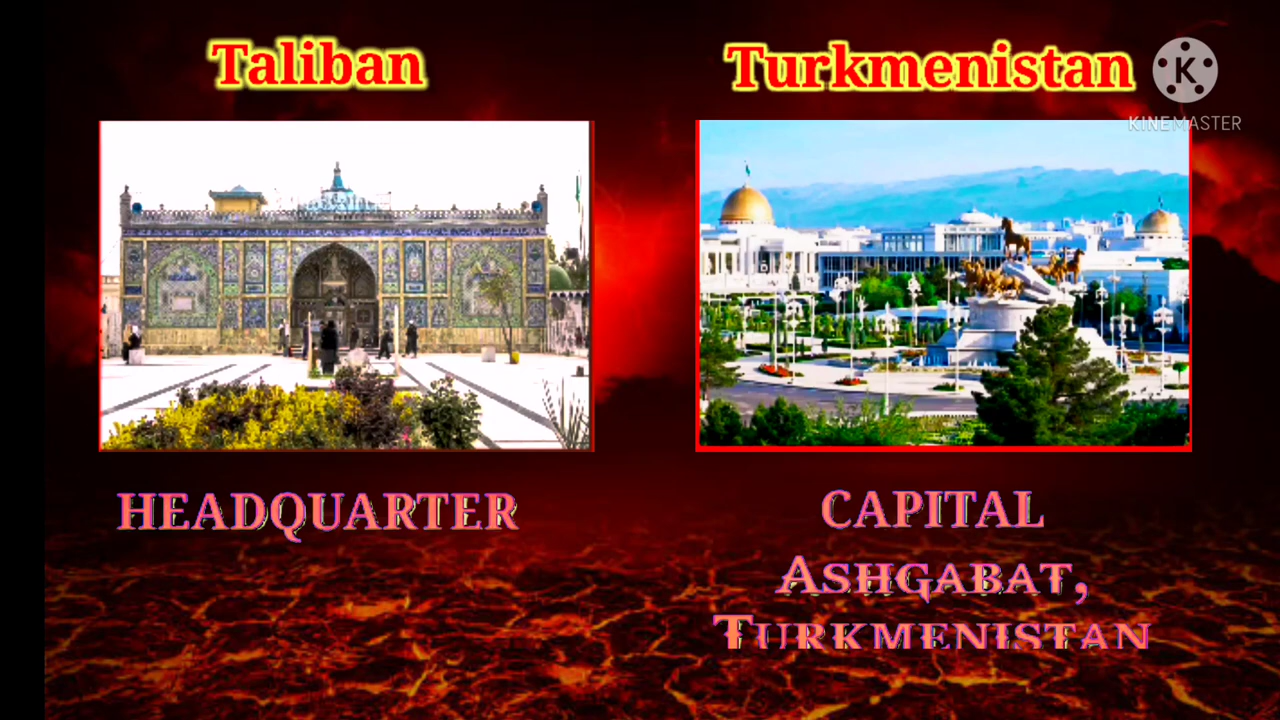 Taliban
Turkmenistan
K
KINEMASTER
HEADQUARTER
CAPITAL
ASHGABAT,
TURKMENISTAN